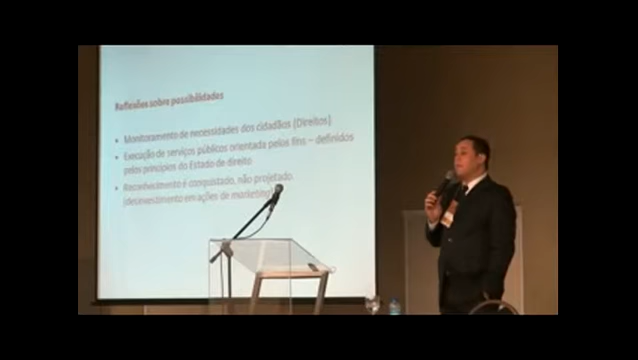 Reflexões sobre possibilidades
• Monitoramento de necessidades dos cidadãos (Direitos)
• Execução de serviços públicos orientada pelos fins – definidos
pelos princípios do Estado de direito
• Reconhecimento é conquistado, não projetado
(desinvestimento em ações de marketing)